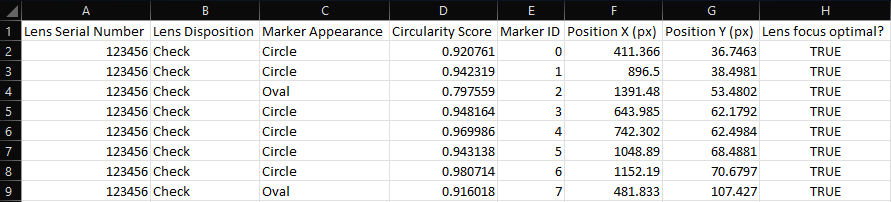 A B C D E F G H
1 Lens Serial Number Lens Disposition Marker Appearance Circularity Score Marker ID Position X (px) Position Y (px) Lens focus optimal?
2 123456 Check Circle 0.920761 0 411.366 36.7463 TRUE
3 123456 Check Circle 0.942319 1 896.5 38.4981 TRUE
4 123456 Check Oval 0.797559 2 1391.48 53.4802 TRUE
5 123456 Check Circle 0.948164 3 643.985 62.1792 TRUE
6 123456 Check Circle 0.969986 4 742.302 62.4984 TRUE
7 123456 Check Circle 0.943138 5 1048.89 68.4881 TRUE
8 123456 Check Circle 0.980714 6 1152.19 70.6797 TRUE
9 123456 Check Oval 0.916018 7 481.833 107.427 TRUE